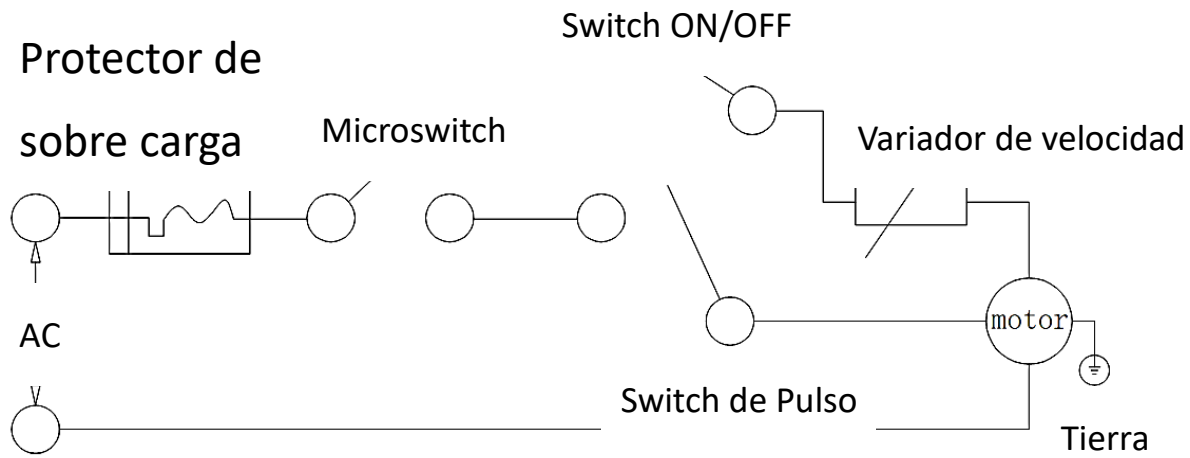 Switch ON/OFF
Protector de
sobre carga
Microswitch
Variador de velocidad
motor
AC
Switch de Pulso
Tierra